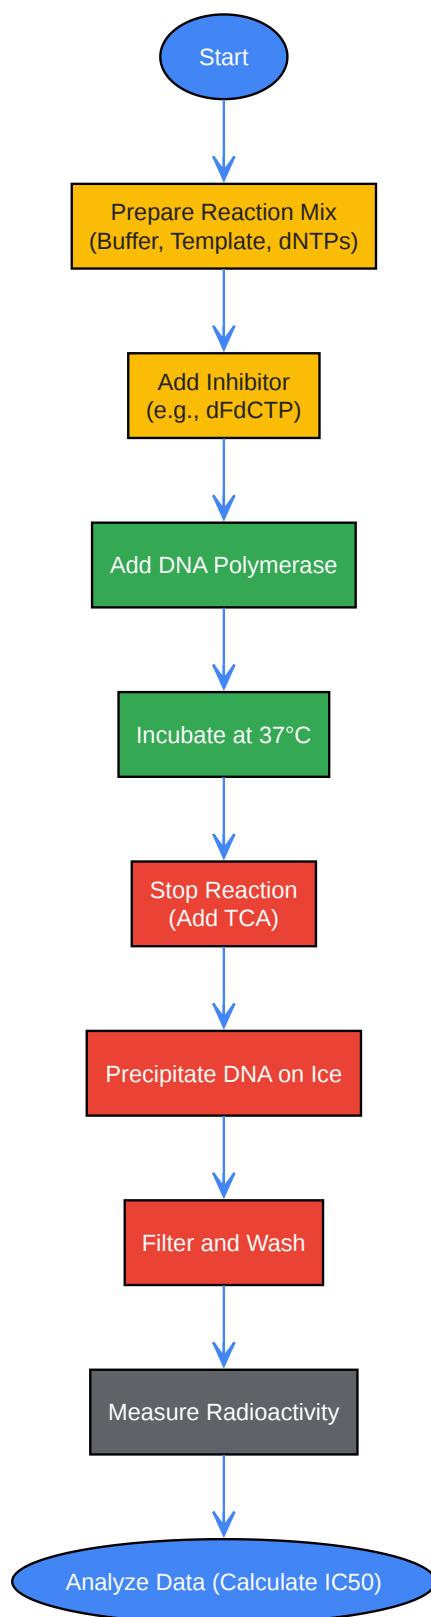 Start
Prepare Reaction Mix
(Buffer, Template, dNTPs)
Add Inhibitor
(e.g., dFdCTP)
Add DNA Polymerase
Incubate at 37°C
Stop Reaction
(Add TCA)
Precipitate DNA on Ice
Filter and Wash
Measure Radioactivity
Analyze Data (Calculate IC50)